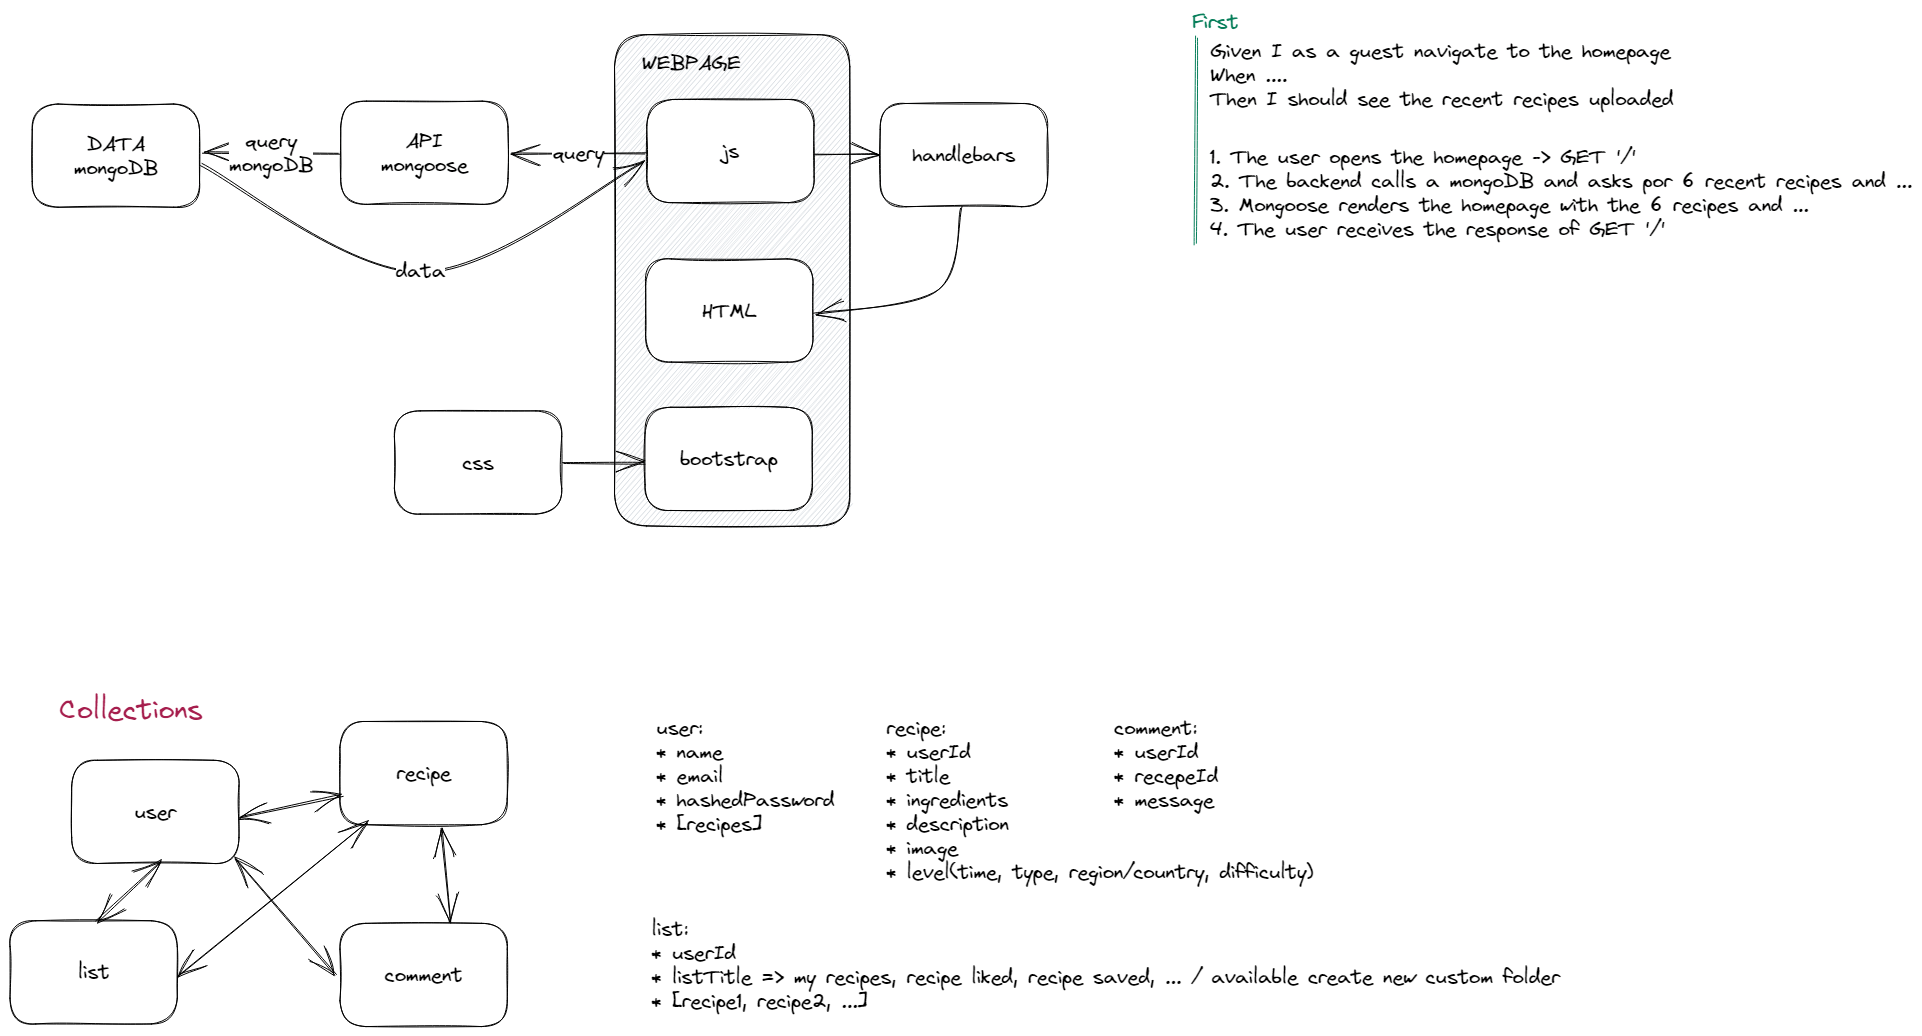 First
Given I as a guest navigate to the homepage
When ....
Then I should see the recent recipes uploaded
1. The user opens the homepage -> GET '/'
2. The backend calls a mongoDB and asks por 6 recent recipes and ...
3. Mongoose renders the homepage with the 6 recipes and ...
4. The user receives the response of GET '/'
WEBPAGE
DATA
mongoDB
query
mongoDB
API
mongoose
query
js
handlebars
data
HTML
css
bootstrap
Collections
user
recipe
list
comment
user:
* name
* email
* hashedPassword
* [recipes]
recipe:
* userId
* title
* ingredients
* description
* image
* level(time, type, region/country, difficulty)
comment:
* userId
* recepeId
* message
list:
* userId
* listTitle => my recipes, recipe liked, recipe saved, ... / available create new custom folder
* [recipe1, recipe2, ...]